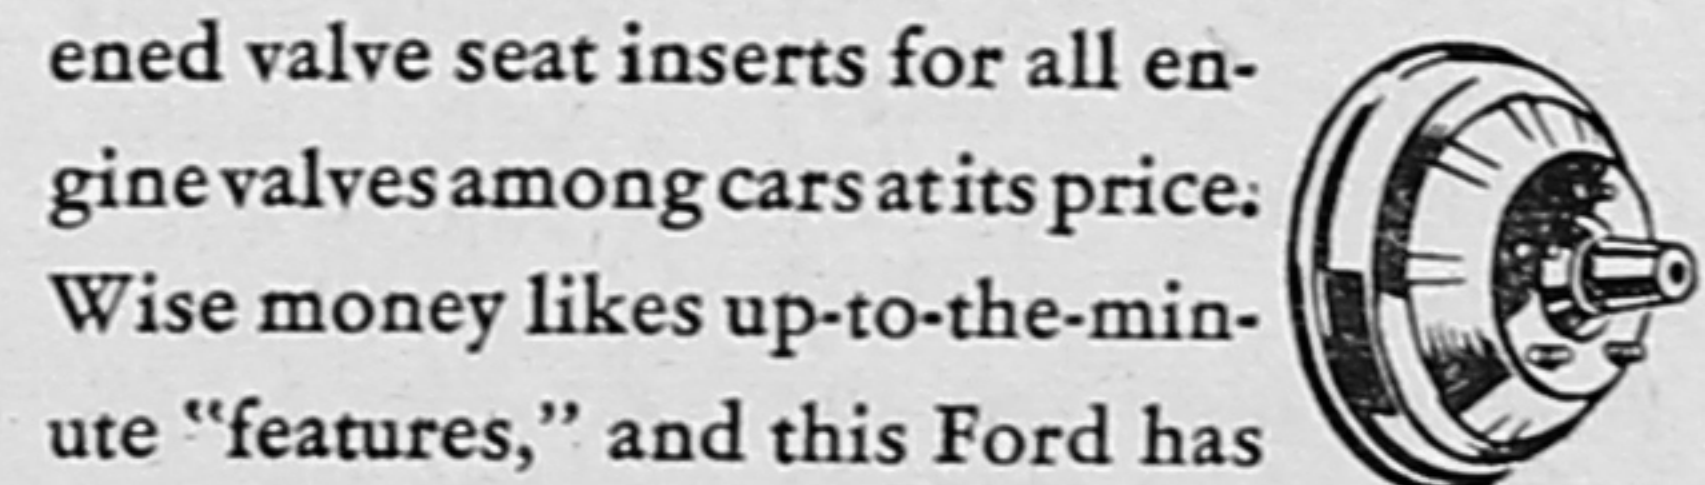 ened valve seat inserts for all en-
gine valves among cars at its price.
Wise money likes up-to-the-min-
ute “features,” and this Ford has